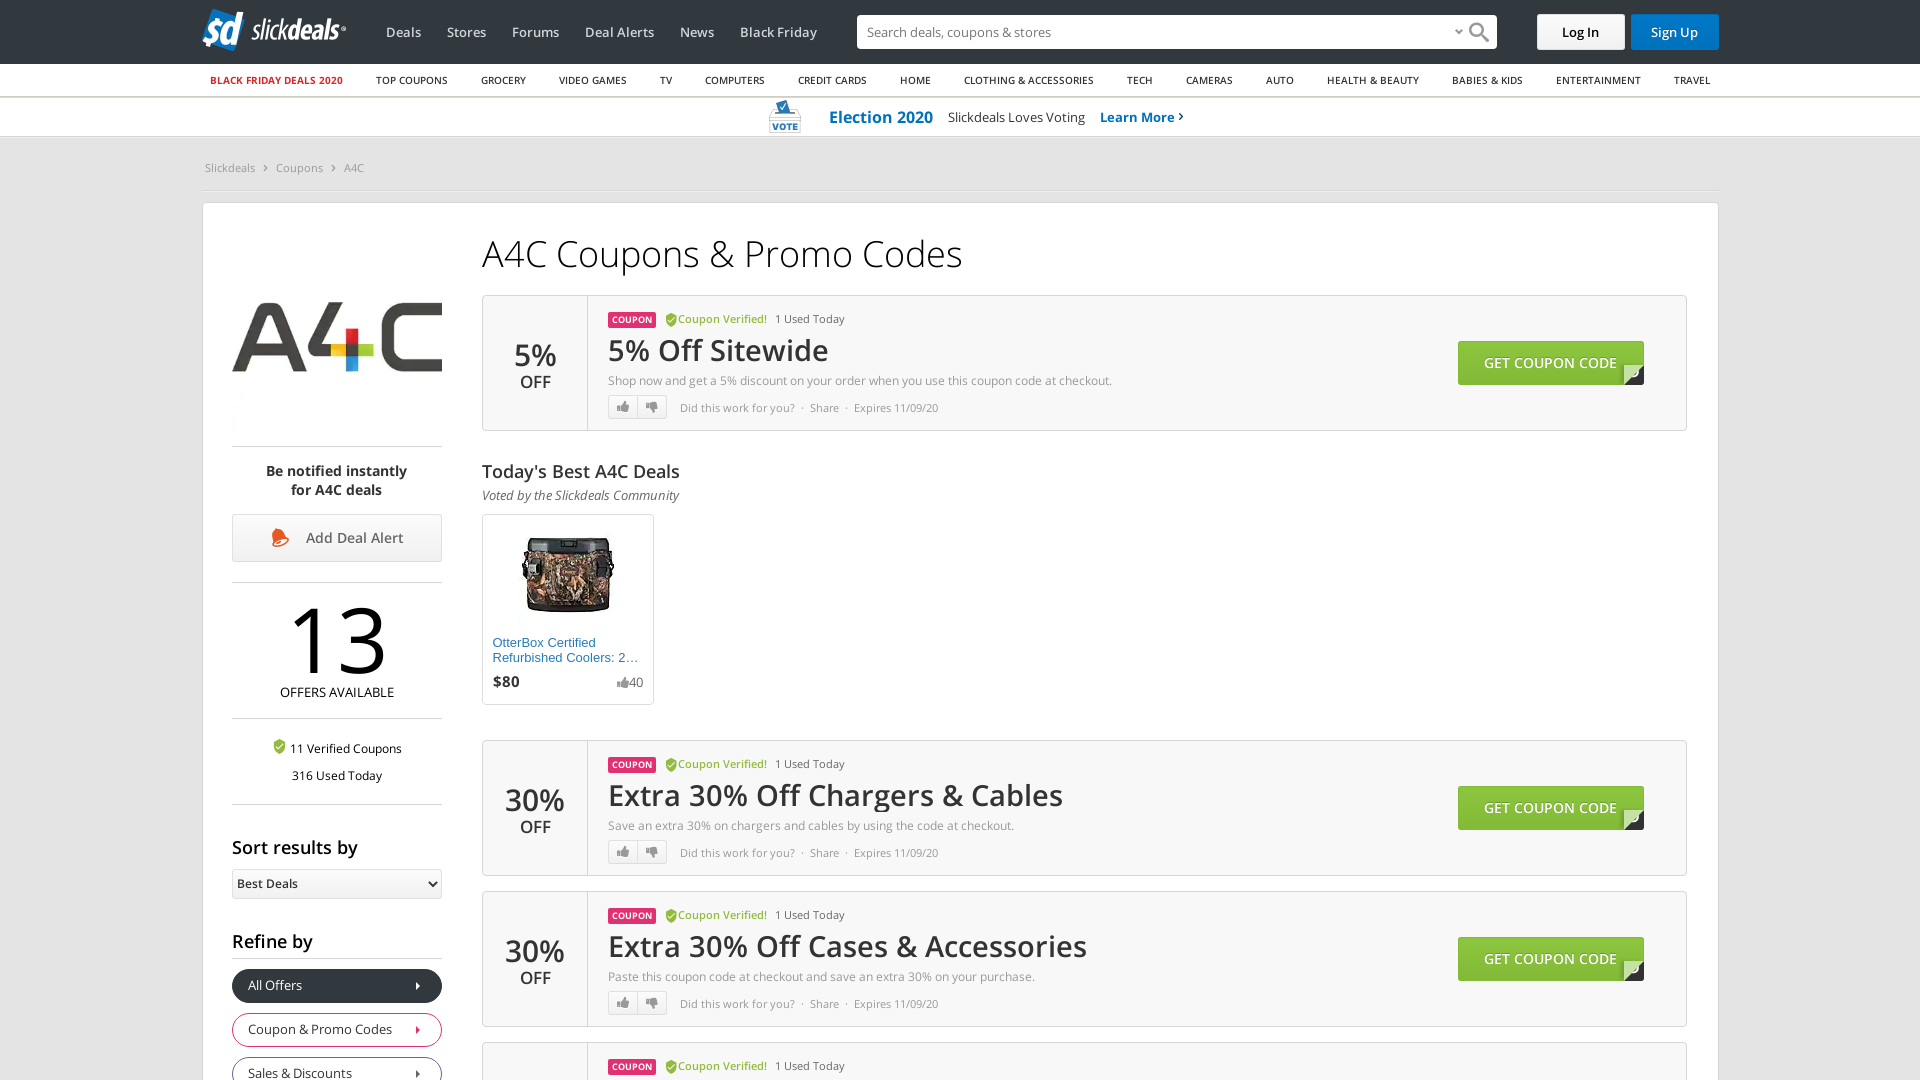 sd slickdeals
Deals Stores Forums Deal Alerts News Black Friday
Search deals, coupons & stores
Log In
Sign Up
BLACK FRIDAY DEALS 2020 TOP COUPONS GROCERY VIDEO GAMES TV COMPUTERS CREDIT CARDS HOME CLOTHING & ACCESSORIES TECH CAMERAS AUTO HEALTH & BEAUTY BABIES & KIDS ENTERTAINMENT TRAVEL
VOTE Election 2020 Slickdeals Loves Voting Learn More
Slickdeals Coupons A4C
A4C
Be notified instantly
for A4C deals
Add Deal Alert
13
OFFERS AVAILABLE
11 Verified Coupons
316 Used Today
Sort results by
Best Deals
Refine by
All Offers
Coupon & Promo Codes
Sales & Discounts
A4C Coupons & Promo Codes
5%
OFF
COUPON Coupon Verified! 1 Used Today
5% Off Sitewide
Shop now and get a 5% discount on your order when you use this coupon code at checkout.
Did this work for you? · Share · Expires 11/09/20
GET COUPON CODE
Today's Best A4C Deals
Voted by the Slickdeals Community
OtterBox Certified
Refurbished Coolers: 2…
$80 40
30%
OFF
COUPON Coupon Verified! 1 Used Today
Extra 30% Off Chargers & Cables
Save an extra 30% on chargers and cables by using the code at checkout.
Did this work for you? · Share · Expires 11/09/20
GET COUPON CODE
30%
OFF
COUPON Coupon Verified! 1 Used Today
Extra 30% Off Cases & Accessories
Paste this coupon code at checkout and save an extra 30% on your purchase.
Did this work for you? · Share · Expires 11/09/20
GET COUPON CODE
COUPON Coupon Verified! 1 Used Today